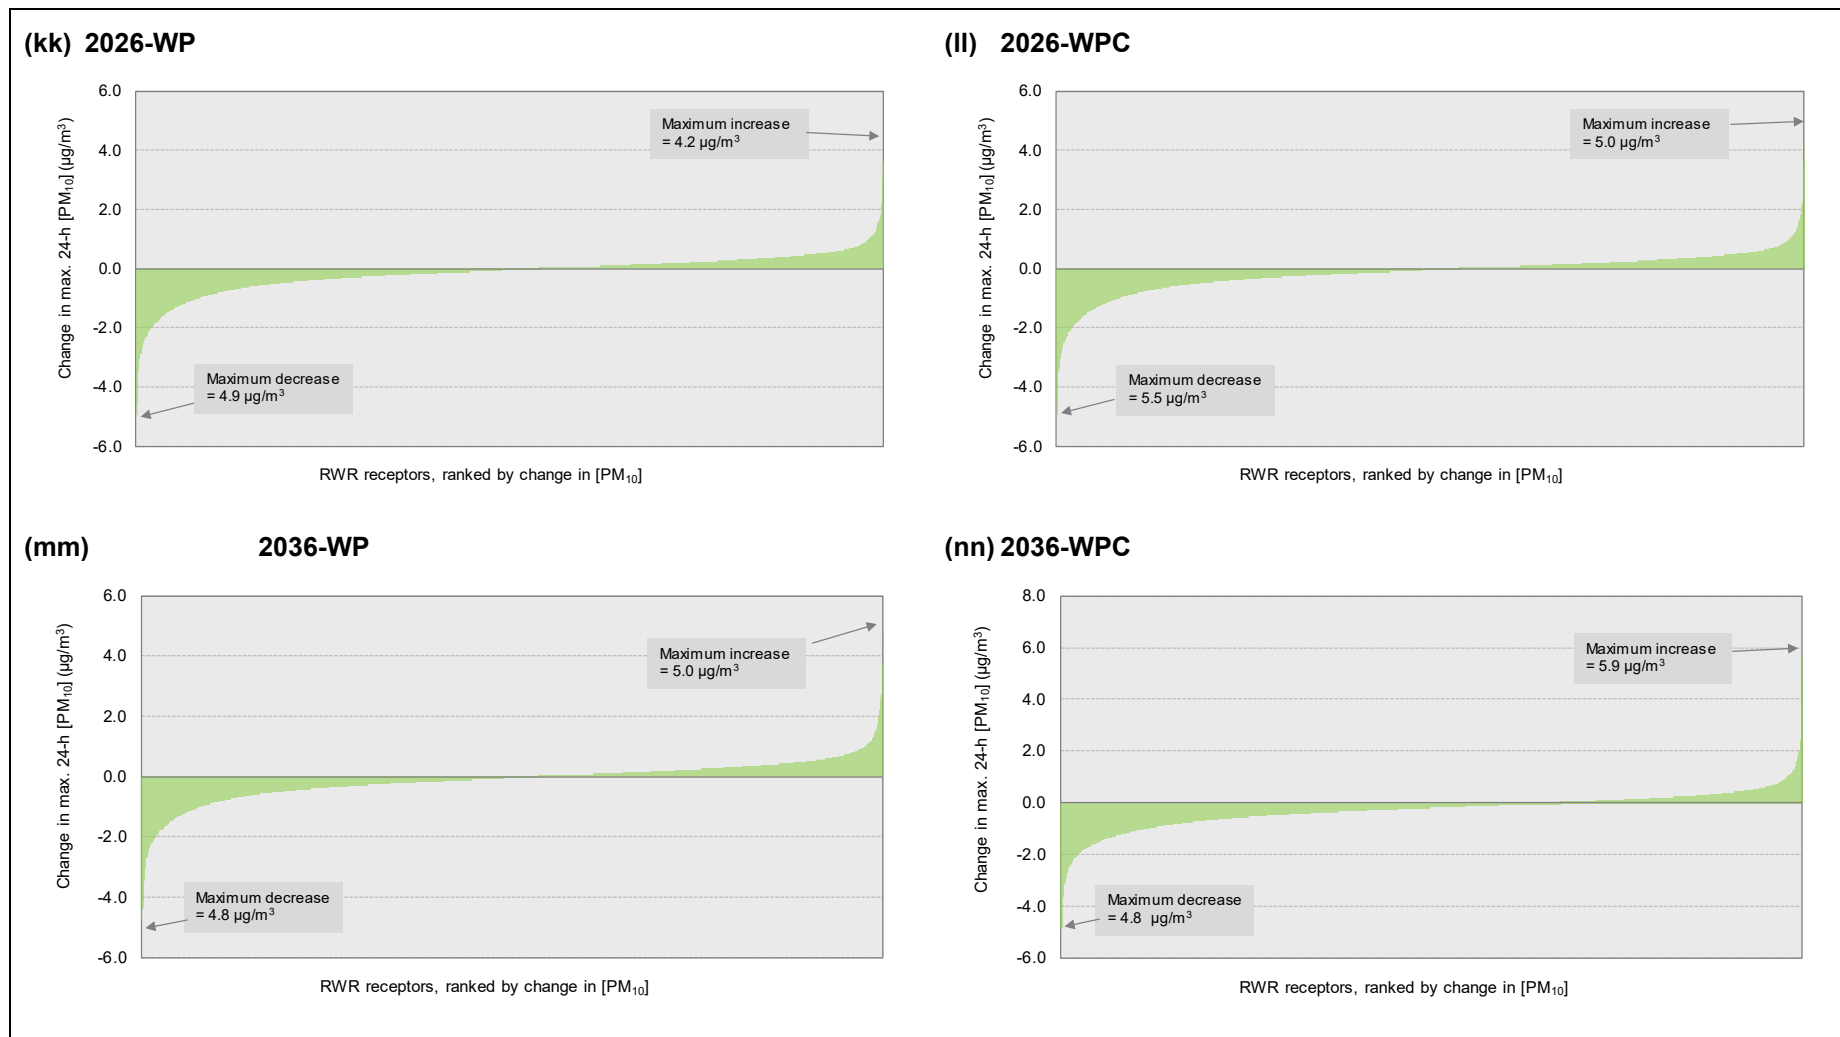 (kk) 2026-WP
6.0
4.0
2.0
0.0
-2.0
-4.0
-6.0
Change in max. 24-h [PM₁₀] (µg/m³)
Maximum increase
= 4.2 µg/m³
Maximum decrease
= 4.9 µg/m³
RWR receptors, ranked by change in [PM₁₀]
(ll) 2026-WPC
6.0
4.0
2.0
0.0
-2.0
-4.0
-6.0
Change in max. 24-h [PM₁₀] (µg/m³)
Maximum increase
= 5.0 µg/m³
Maximum decrease
= 5.5 µg/m³
RWR receptors, ranked by change in [PM₁₀]
(mm) 2036-WP
6.0
4.0
2.0
0.0
-2.0
-4.0
-6.0
Change in max. 24-h [PM₁₀] (µg/m³)
Maximum increase
= 5.0 µg/m³
Maximum decrease
= 4.8 µg/m³
RWR receptors, ranked by change in [PM₁₀]
(nn) 2036-WPC
8.0
6.0
4.0
2.0
0.0
-2.0
-4.0
-6.0
Change in max. 24-h [PM₁₀] (µg/m³)
Maximum increase
= 5.9 µg/m³
Maximum decrease
= 4.8 µg/m³
RWR receptors, ranked by change in [PM₁₀]